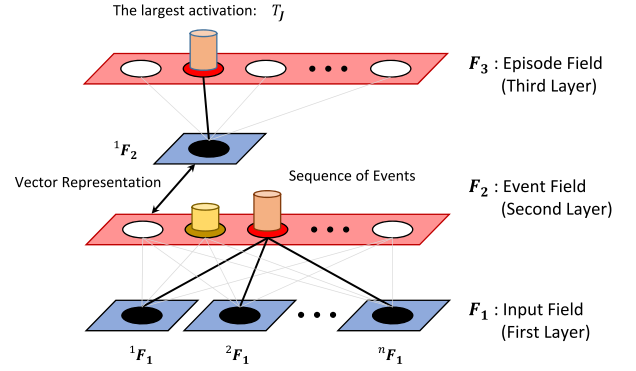 The largest activation: T_J
F_3 : Episode Field
(Third Layer)
^1F_2
Vector Representation
Sequence of Events
F_2 : Event Field
(Second Layer)
F_1 : Input Field
(First Layer)
^1F_1
^2F_1
^nF_1